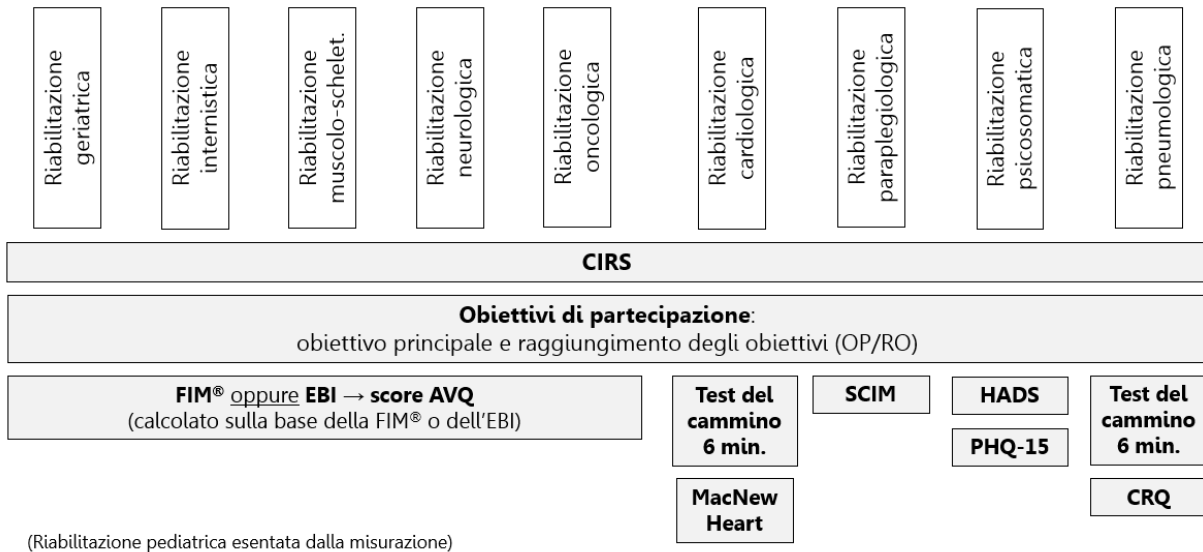 Riabilitazione
geriatrica
Riabilitazione
internistica
Riabilitazione
muscolo-schelet.
Riabilitazione
neurologica
Riabilitazione
oncologica
Riabilitazione
cardiologica
Riabilitazione
paraplegiologica
Riabilitazione
psicosomatica
Riabilitazione
pneumologica
CIRS
Obiettivi di partecipazione:
obiettivo principale e raggiungimento degli obiettivi (OP/RO)
FIM® oppure EBI → score AVQ
(calcolato sulla base della FIM® o dell'EBI)
Test del
cammino
6 min.
MacNew
Heart
SCIM
HADS
PHQ-15
Test del
cammino
6 min.
CRQ
(Riabilitazione pediatrica esentata dalla misurazione)